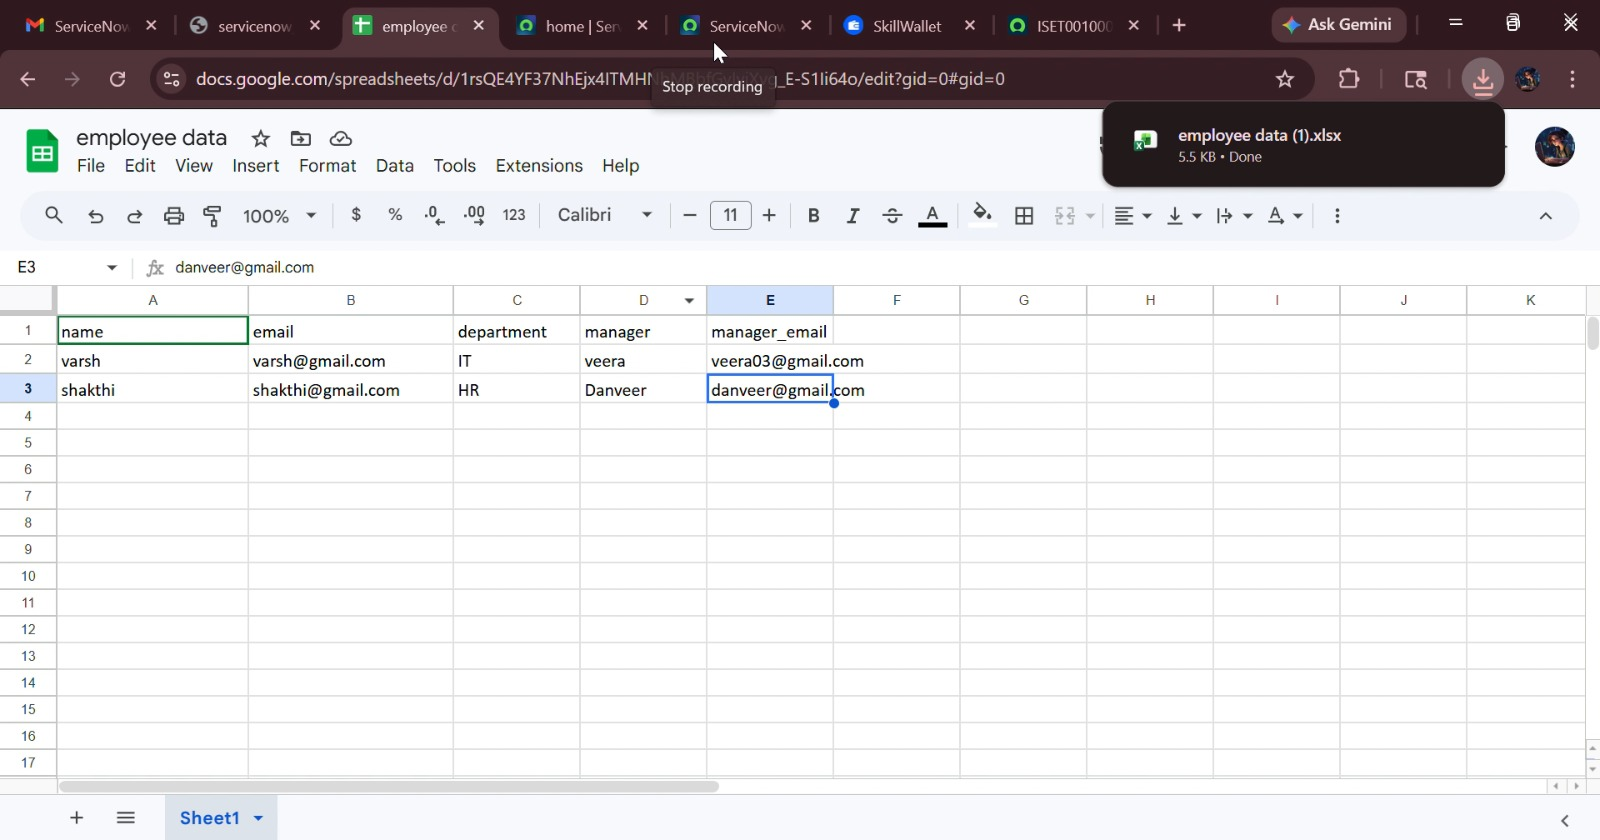 ServiceNow
servicenow
employee d
home | Ser
ServiceNow
SkillWallet
ISET001000
Ask Gemini
docs.google.com/spreadsheets/d/1rsQE4YF37NhEjx4ITMHN
_E-S1Ii64o/edit?gid=0#gid=0
Stop recording
employee data (1).xlsx
5.5 KB • Done
employee data
File Edit View Insert Format Data Tools Extensions Help
100% $ % .0 .00 123 Calibri − 11 + B I S A
E3 fx danveer@gmail.com
A B C D E F G H I J K
1 name email department manager manager_email
2 varsh varsh@gmail.com IT veera veera03@gmail.com
3 shakthi shakthi@gmail.com HR Danveer danveer@gmail.com
4
5
6
7
8
9
10
11
12
13
14
15
16
17
Sheet1